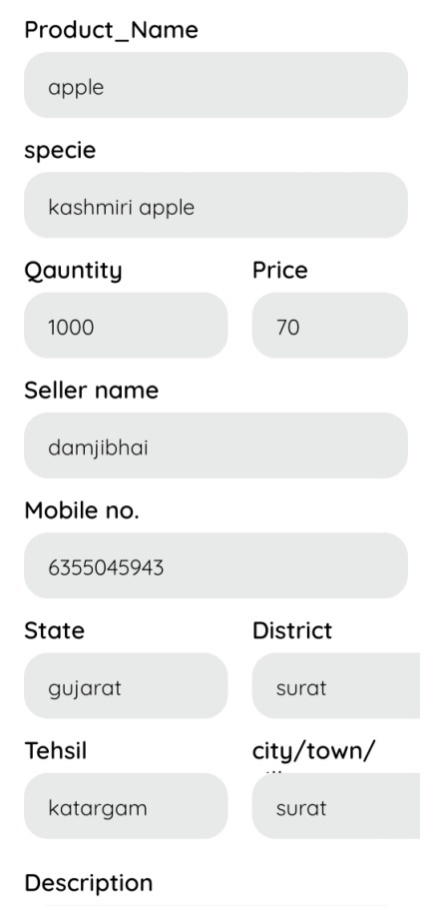 Product_Name
apple
specie
kashmiri apple
Qauntity Price
1000 70
Seller name
damjibhai
Mobile no.
6355045943
State District
gujarat surat
Tehsil city/town/
katargam surat
Description